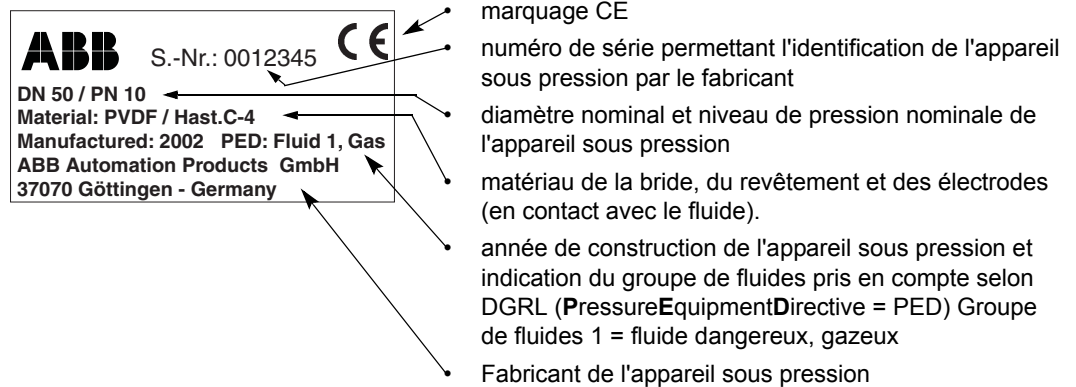 ABB S.-Nr.: 0012345 CE
DN 50 / PN 10
Material: PVDF / Hast.C-4
Manufactured: 2002 PED: Fluid 1, Gas
ABB Automation Products GmbH
37070 Göttingen - Germany
• marquage CE
• numéro de série permettant l'identification de l'appareil
sous pression par le fabricant
• diamètre nominal et niveau de pression nominale de
l'appareil sous pression
• matériau de la bride, du revêtement et des électrodes
(en contact avec le fluide).
• année de construction de l'appareil sous pression et
indication du groupe de fluides pris en compte selon
DGRL (PressureEquipmentDirective = PED) Groupe
de fluides 1 = fluide dangereux, gazeux
• Fabricant de l'appareil sous pression